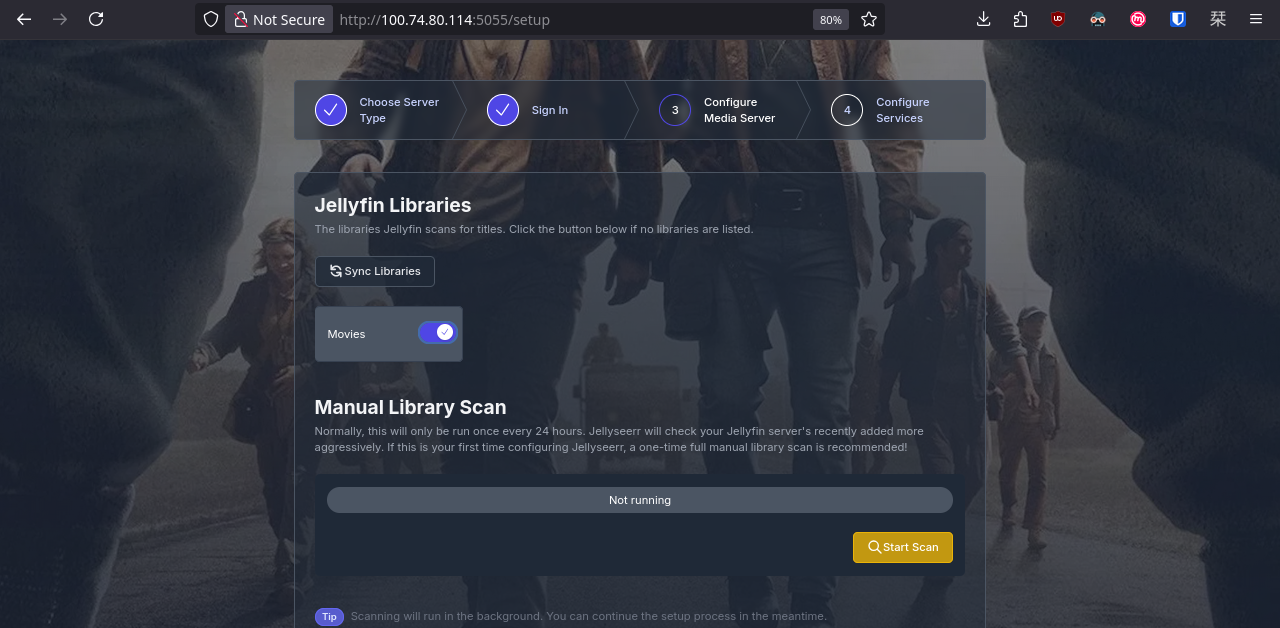 Not Secure
http://100.74.80.114:5055/setup
80%
UD
栞
Choose Server
Type
Sign In
3
Configure
Media Server
4
Configure
Services
Jellyfin Libraries
The libraries Jellyfin scans for titles. Click the button below if no libraries are listed.
Sync Libraries
Movies
Manual Library Scan
Normally, this will only be run once every 24 hours. Jellyseerr will check your Jellyfin server's recently added more
aggressively. If this is your first time configuring Jellyseerr, a one-time full manual library scan is recommended!
Not running
Start Scan
Tip Scanning will run in the background. You can continue the setup process in the meantime.